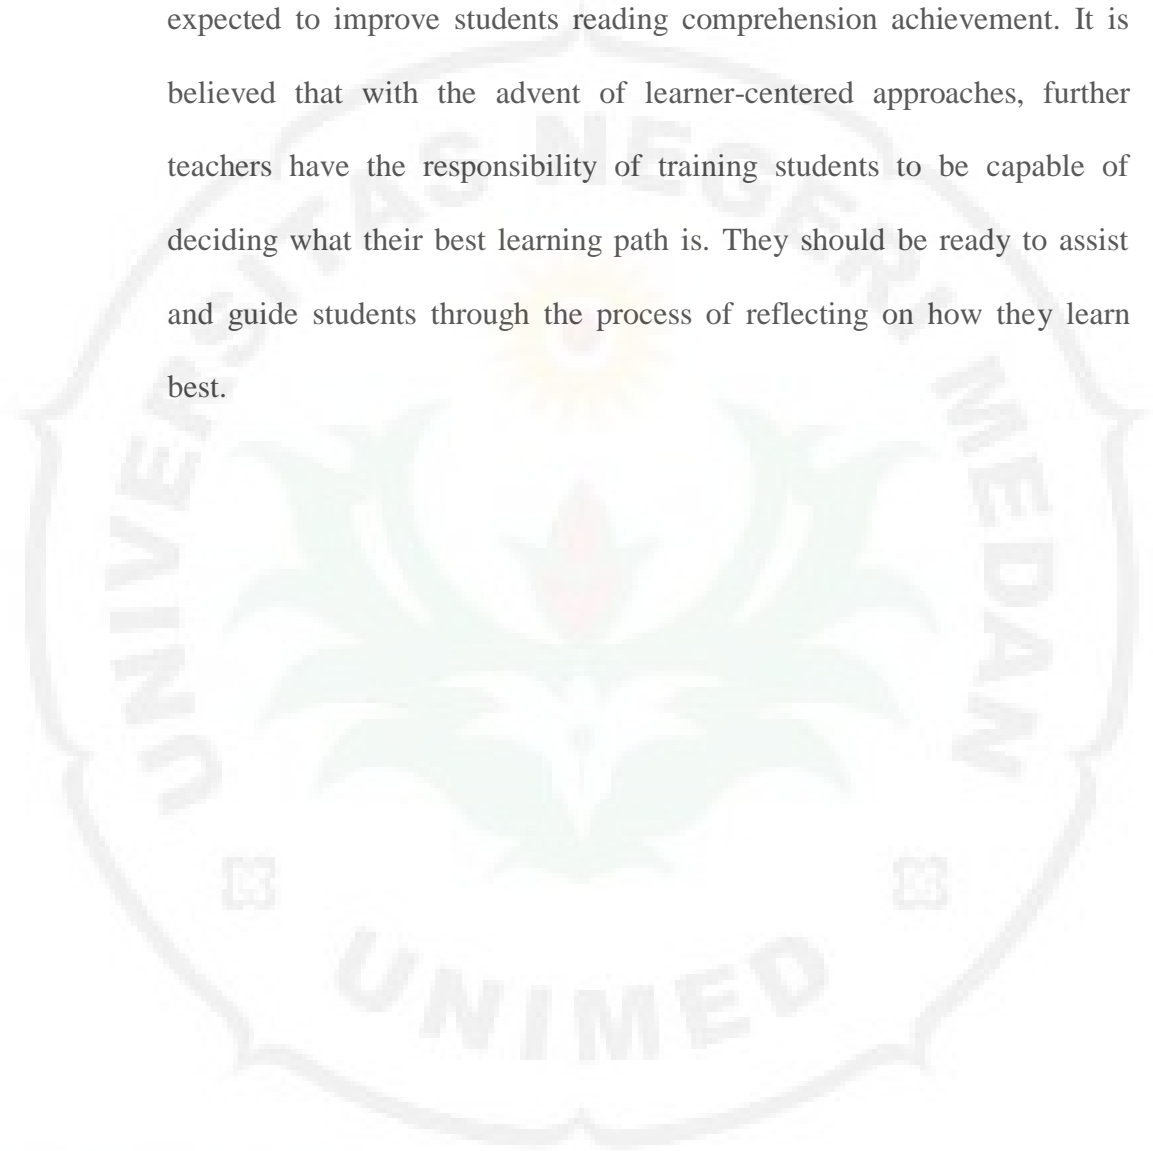 expected to improve students reading comprehension achievement. It is
believed that with the advent of learner-centered approaches, further
teachers have the responsibility of training students to be capable of
deciding what their best learning path is. They should be ready to assist
and guide students through the process of reflecting on how they learn
best.
UNIVERSITAS NEGERI MEDAN
UNIMED